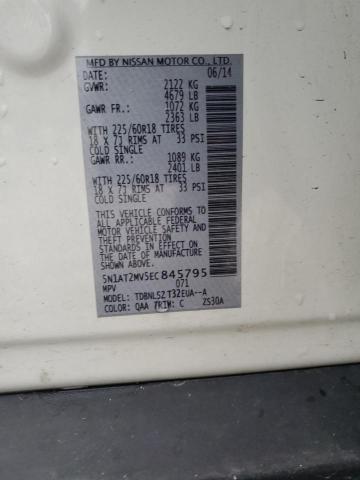 MFD BY NISSAN MOTOR CO., LTD.
DATE: 06/14
GVWR: 2122 KG
4679 LB
GAWR FR.: 1072 KG
2363 LB
WITH 225/60R18 TIRES
18 X 7J RIMS AT 33 PSI
COLD SINGLE
GAWR RR.: 1089 KG
2401 LB
WITH 225/60R18 TIRES
18 X 7J RIMS AT 33 PSI
COLD SINGLE
THIS VEHICLE CONFORMS TO
ALL APPLICABLE FEDERAL
MOTOR VEHICLE SAFETY AND
THEFT PREVENTION
STANDARDS IN EFFECT ON
THE DATE OF MANUFACTURE
SHOWN ABOVE.
5N1AT2MV5EC845795
MPV 071
MODEL: TDBNLSZ T32EUA--A
COLOR: QAA TRIM: C ZS30A